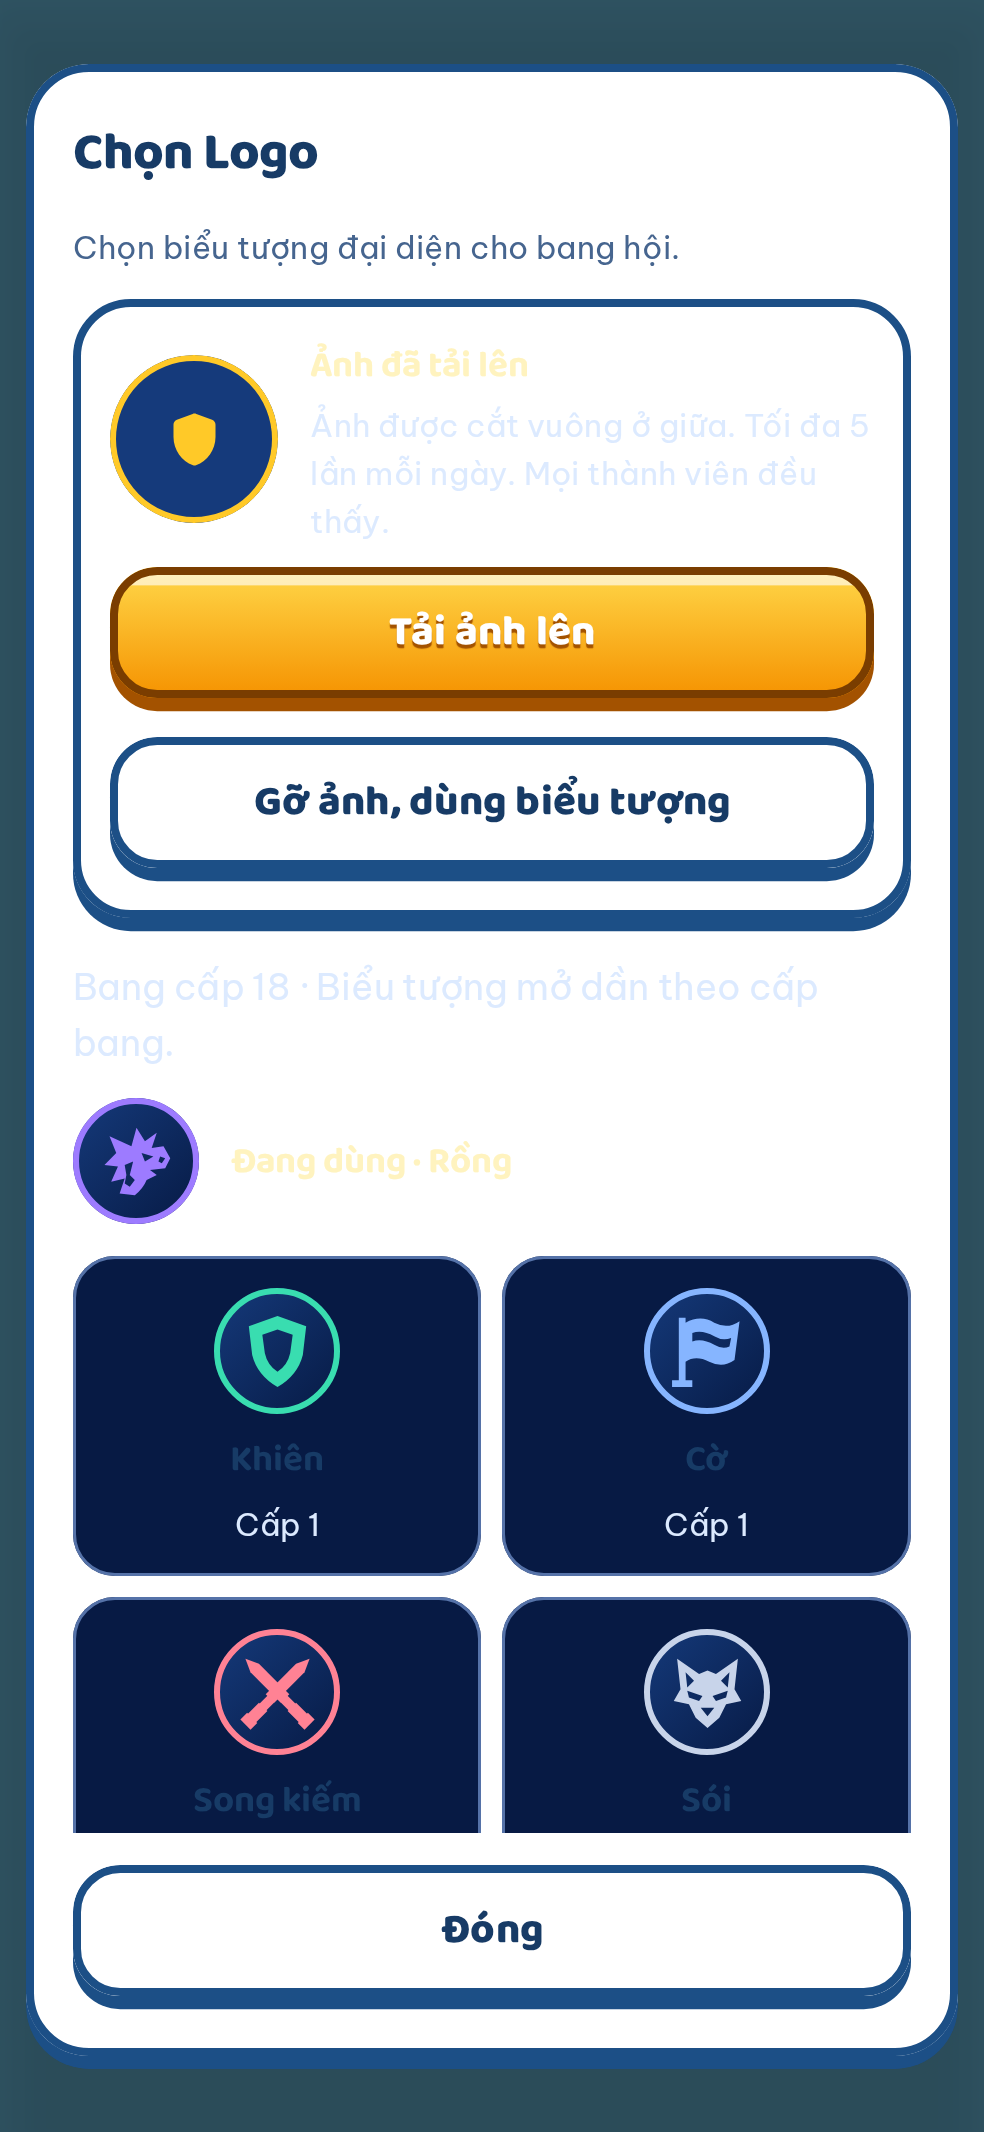 Chọn Logo
Chọn biểu tượng đại diện cho bang hội.
Ảnh đã tải lên
Ảnh được cắt vuông ở giữa. Tối đa 5
lần mỗi ngày. Mọi thành viên đều
thấy.
Tải ảnh lên
Gỡ ảnh, dùng biểu tượng
Bang cấp 18 · Biểu tượng mở dần theo cấp
bang.
Đang dùng · Rồng
Khiên
Cờ
Cấp 1
Cấp 1
Song kiếm
Sói
Đóng